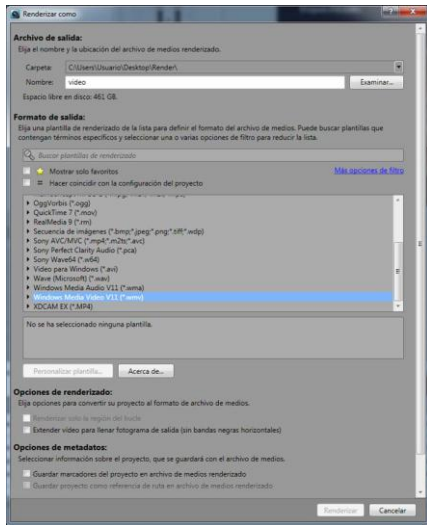 Renderizar como
Archivo de salida:
Elija el nombre y la ubicación del archivo de medios renderizado.
Carpeta: C:\Users\Usuario\Desktop\Render\
Nombre: video Examinar...
Espacio libre en disco: 461 GB.
Formato de salida:
Elija una plantilla de renderizado de la lista para definir el formato del archivo de medios. Puede buscar plantillas que
contengan términos específicos y seleccionar una o varias opciones de filtro para reducir la lista.
Buscar plantillas de renderizado
Mostrar solo favoritos Más opciones de filtro
= Hacer coincidir con la configuración del proyecto
OggVorbis (*.ogg)
QuickTime 7 (*.mov)
RealMedia 9 (*.rm)
Secuencia de imágenes (*.bmp;*.jpeg;*.png;*.tiff;*.wdp)
Sony AVC/MVC (*.mp4;*.m2ts;*.avc)
Sony Perfect Clarity Audio (*.pca)
Sony Wave64 (*.w64)
Video para Windows (*.avi)
Wave (Microsoft) (*.wav)
Windows Media Audio V11 (*.wma)
Windows Media Video V11 (*.wmv)
XDCAM EX (*.MP4)
No se ha seleccionado ninguna plantilla.
Personalizar plantilla... Acerca de...
Opciones de renderizado:
Elija opciones para convertir su proyecto al formato de archivo de medios.
Renderizar solo la región del bucle
Extender vídeo para llenar fotograma de salida (sin bandas negras horizontales)
Opciones de metadatos:
Seleccionar información sobre el proyecto, que se guardará con el archivo de medios.
Guardar marcadores del proyecto en archivo de medios renderizado
Guardar proyecto como referencia de ruta en archivo de medios renderizado
Renderizar Cancelar